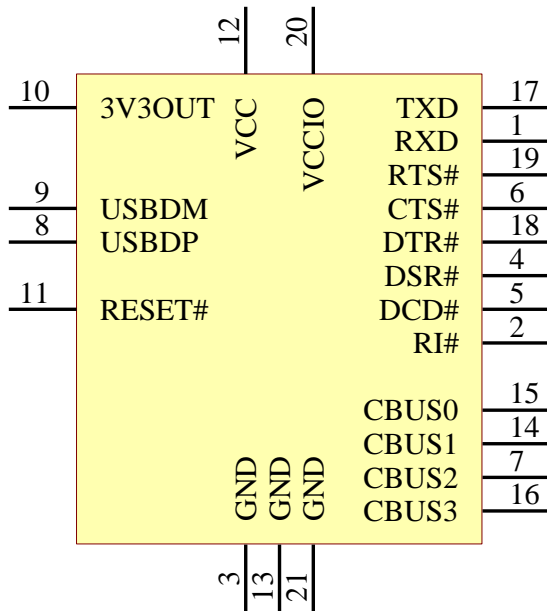 12 20
10 3V3OUT VCC VCCIO TXD 17
RXD 1
RTS# 19
9 USBDM CTS# 6
8 USBDP DTR# 18
DSR# 4
11 RESET# DCD# 5
RI# 2
CBUS0 15
CBUS1 14
GND GND GND CBUS2 7
CBUS3 16
3 13 21